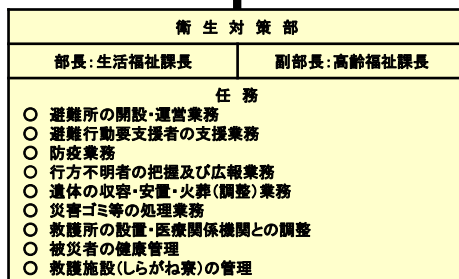 衛 生 対 策 部
部長:生活福祉課長 副部長:高齢福祉課長
任 務
○ 避難所の開設・運営業務
○ 避難行動要支援者の支援業務
○ 防疫業務
○ 行方不明者の把握及び広報業務
○ 遺体の収容・安置・火葬(調整)業務
○ 災害ゴミ等の処理業務
○ 救護所の設置・医療関係機関との調整
○ 被災者の健康管理
○ 救護施設(しらがね寮)の管理